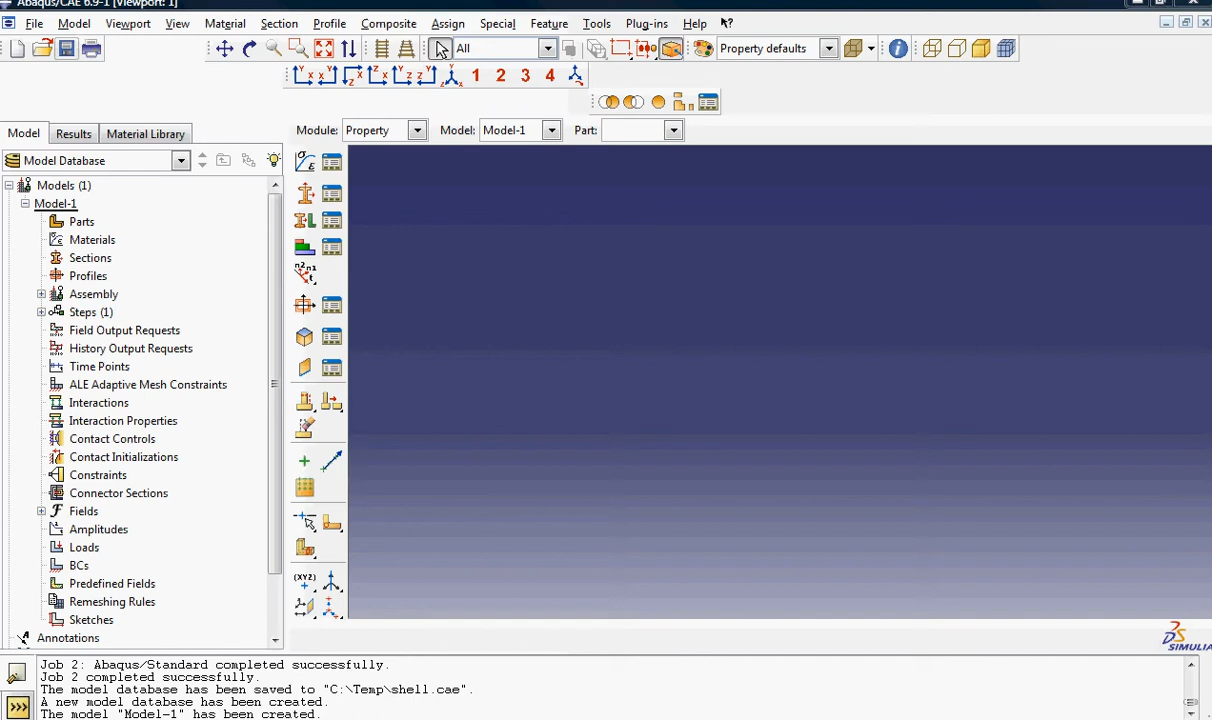 Abaqus/CAE 6.9-1 [Viewport: 1]
File Model Viewport View Material Section Profile Composite Assign Special Feature Tools Plug-ins Help
All Property defaults
1 2 3 4
Model Results Material Library Module: Property Model: Model-1 Part:
Model Database
Models (1)
Model-1
Parts
Materials
Sections
Profiles
Assembly
Steps (1)
Field Output Requests
History Output Requests
Time Points
ALE Adaptive Mesh Constraints
Interactions
Interaction Properties
Contact Controls
Contact Initializations
Constraints
Connector Sections
Fields
Amplitudes
Loads
BCs
Predefined Fields
Remeshing Rules
Sketches
Annotations
SIMULIA
Job 2: Abaqus/Standard completed successfully.
Job 2 completed successfully.
The model database has been saved to "C:\Temp\shell.cae".
A new model database has been created.
The model "Model-1" has been created.